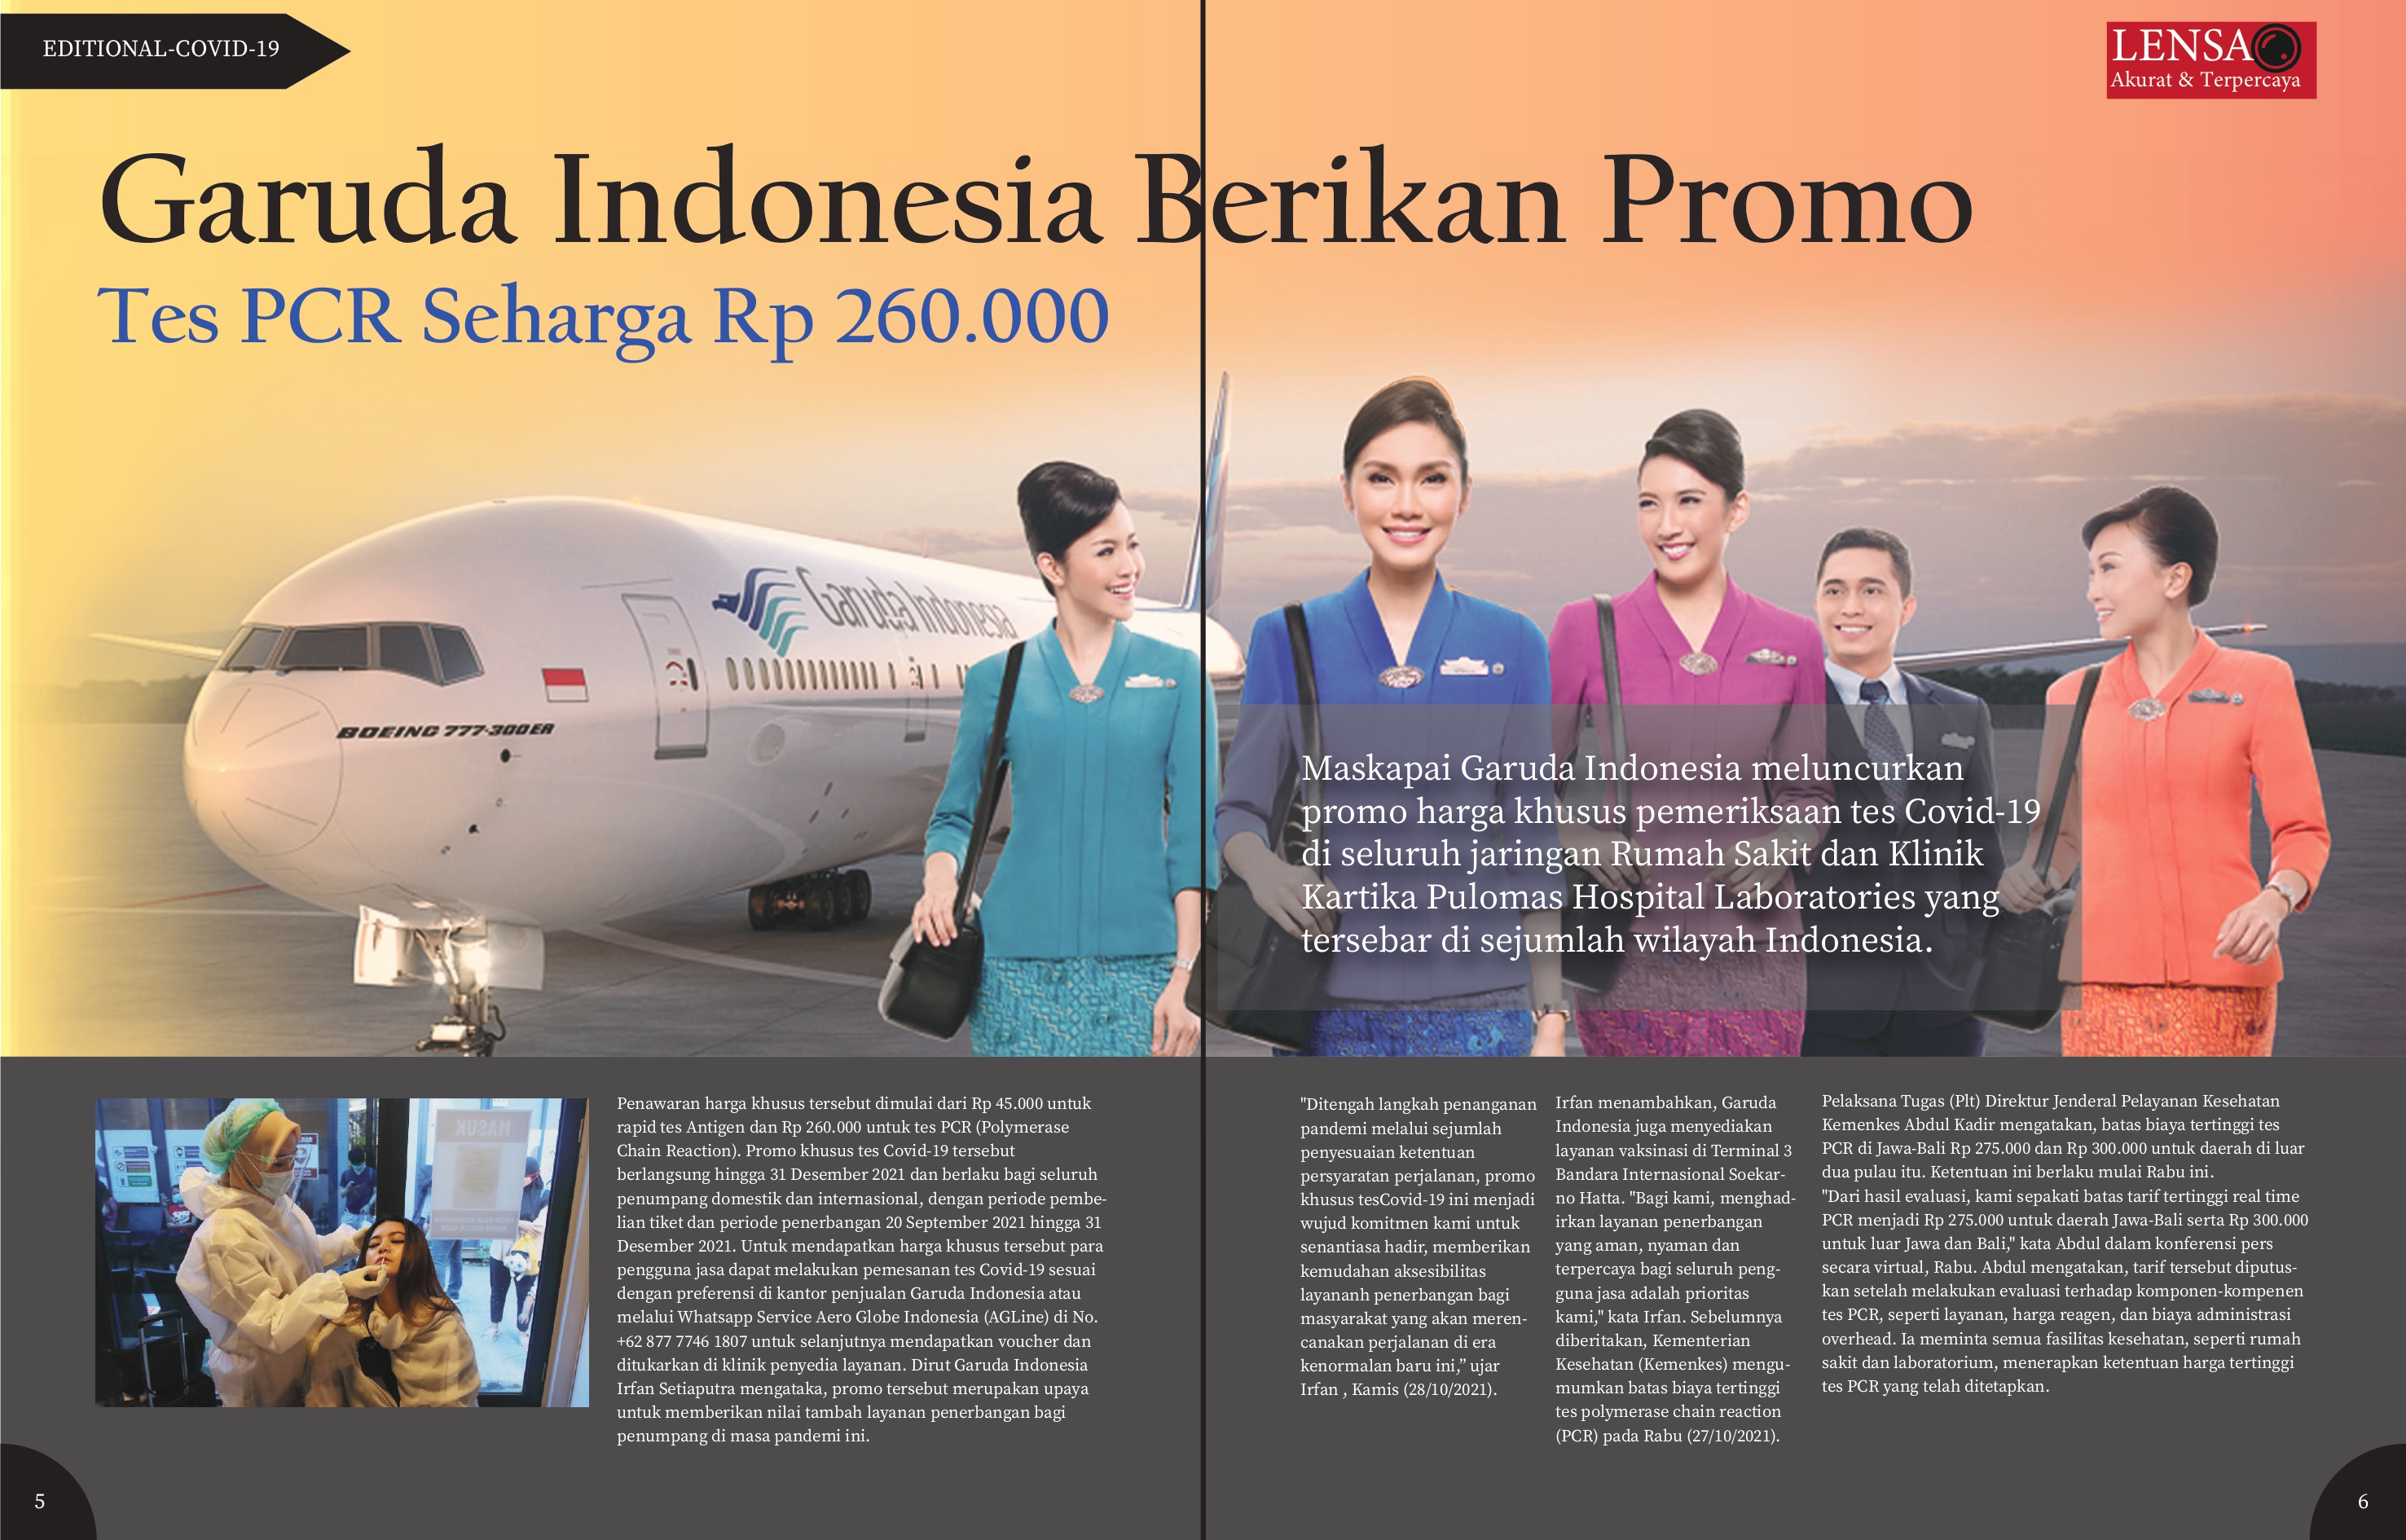 EDITIONAL-COVID-19
LENSA
Akurat & Terpercaya
Garuda Indonesia Berikan Promo
Tes PCR Seharga Rp 260.000
Garuda Indonesia
BOEING 777-300ER
Maskapai Garuda Indonesia meluncurkan
promo harga khusus pemeriksaan tes Covid-19
di seluruh jaringan Rumah Sakit dan Klinik
Kartika Pulomas Hospital Laboratories yang
tersebar di sejumlah wilayah Indonesia.
MASUK
Penawaran harga khusus tersebut dimulai dari Rp 45.000 untuk
rapid tes Antigen dan Rp 260.000 untuk tes PCR (Polymerase
Chain Reaction). Promo khusus tes Covid-19 tersebut
berlangsung hingga 31 Desember 2021 dan berlaku bagi seluruh
penumpang domestik dan internasional, dengan periode pembe-
lian tiket dan periode penerbangan 20 September 2021 hingga 31
Desember 2021. Untuk mendapatkan harga khusus tersebut para
pengguna jasa dapat melakukan pemesanan tes Covid-19 sesuai
dengan preferensi di kantor penjualan Garuda Indonesia atau
melalui Whatsapp Service Aero Globe Indonesia (AGLine) di No.
+62 877 7746 1807 untuk selanjutnya mendapatkan voucher dan
ditukarkan di klinik penyedia layanan. Dirut Garuda Indonesia
Irfan Setiaputra mengataka, promo tersebut merupakan upaya
untuk memberikan nilai tambah layanan penerbangan bagi
penumpang di masa pandemi ini.
"Ditengah langkah penanganan
pandemi melalui sejumlah
penyesuaian ketentuan
persyaratan perjalanan, promo
khusus tesCovid-19 ini menjadi
wujud komitmen kami untuk
senantiasa hadir, memberikan
kemudahan aksesibilitas
layananh penerbangan bagi
masyarakat yang akan meren-
canakan perjalanan di era
kenormalan baru ini,” ujar
Irfan , Kamis (28/10/2021).
Irfan menambahkan, Garuda
Indonesia juga menyediakan
layanan vaksinasi di Terminal 3
Bandara Internasional Soekar-
no Hatta. "Bagi kami, menghad-
irkan layanan penerbangan
yang aman, nyaman dan
terpercaya bagi seluruh peng-
guna jasa adalah prioritas
kami," kata Irfan. Sebelumnya
diberitakan, Kementerian
Kesehatan (Kemenkes) mengu-
mumkan batas biaya tertinggi
tes polymerase chain reaction
(PCR) pada Rabu (27/10/2021).
Pelaksana Tugas (Plt) Direktur Jenderal Pelayanan Kesehatan
Kemenkes Abdul Kadir mengatakan, batas biaya tertinggi tes
PCR di Jawa-Bali Rp 275.000 dan Rp 300.000 untuk daerah di luar
dua pulau itu. Ketentuan ini berlaku mulai Rabu ini.
"Dari hasil evaluasi, kami sepakati batas tarif tertinggi real time
PCR menjadi Rp 275.000 untuk daerah Jawa-Bali serta Rp 300.000
untuk luar Jawa dan Bali," kata Abdul dalam konferensi pers
secara virtual, Rabu. Abdul mengatakan, tarif tersebut diputus-
kan setelah melakukan evaluasi terhadap komponen-kompenen
tes PCR, seperti layanan, harga reagen, dan biaya administrasi
overhead. Ia meminta semua fasilitas kesehatan, seperti rumah
sakit dan laboratorium, menerapkan ketentuan harga tertinggi
tes PCR yang telah ditetapkan.
5
6